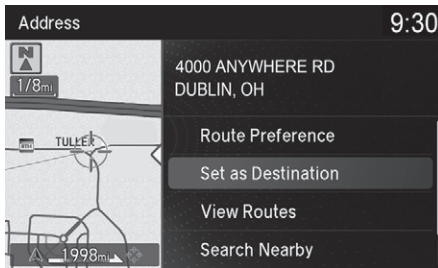 Address
9:30
N
1/8mi
4000 ANYWHERE RD
DUBLIN, OH
TULLER
Route Preference
Set as Destination
View Routes
Search Nearby
1998mi